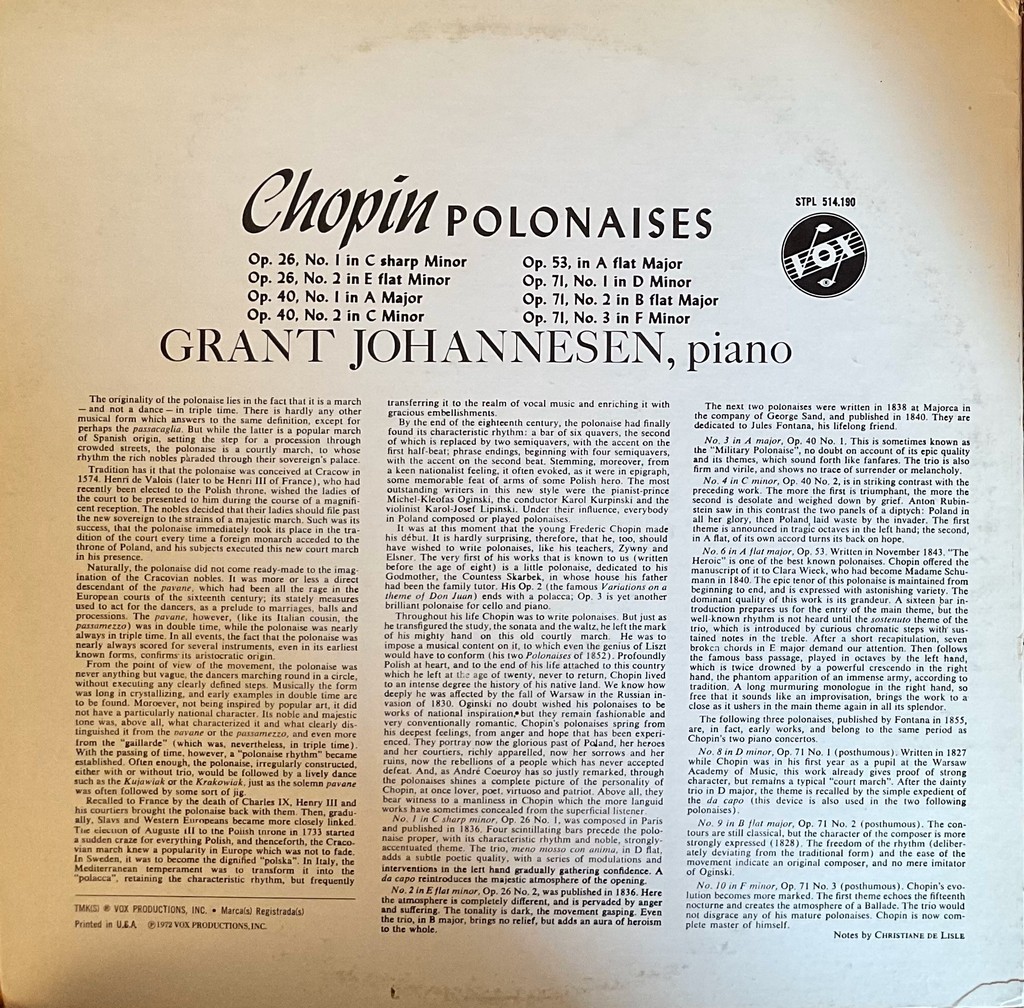 Chopin POLONAISES
STPL 514.190
VOX
Op. 26, No. 1 in C sharp Minor
Op. 26, No. 2 in E flat Minor
Op. 40, No. 1 in A Major
Op. 40, No. 2 in C Minor
Op. 53, in A flat Major
Op. 71, No. 1 in D Minor
Op. 71, No. 2 in B flat Major
Op. 71, No. 3 in F Minor
GRANT JOHANNESEN, piano
The originality of the polonaise lies in the fact that it is a march
— and not a dance — in triple time. There is hardly any other
musical form which answers to the same definition, except for
perhaps the passacaglia. But while the latter is a popular march
of Spanish origin, setting the step for a procession through
crowded streets, the polonaise is a courtly march, to whose
rhythm the rich nobles paraded through their sovereign's palace.
Tradition has it that the polonaise was conceived at Cracow in
1574. Henri de Valois (later to be Henri III of France), who had
recently been elected to the Polish throne, wished the ladies of
the court to be presented to him during the course of a magnifi-
cent reception. The nobles decided that their ladies should file past
the new sovereign to the strains of a majestic march. Such was its
success, that the polonaise immediately took its place in the tra-
dition of the court every time a foreign monarch acceded to the
throne of Poland, and his subjects executed this new court march
in his presence.
Naturally, the polonaise did not come ready-made to the imag-
ination of the Cracovian nobles. It was more or less a direct
descendant of the pavane, which had been all the rage in the
European courts of the sixteenth century; its stately measures
used to act for the dancers, as a prelude to marriages, balls and
processions. The pavane, however, (like its Italian cousin, the
passamezzo) was in double time, while the polonaise was nearly
always in triple time. In all events, the fact that the polonaise was
nearly always scored for several instruments, even in its earliest
known forms, confirms its aristocratic origin.
From the point of view of the movement, the polonaise was
never anything but vague, the dancers marching round in a circle,
without executing any clearly defined steps. Musically the form
was long in crystallizing, and early examples in double time are
to be found. Moroever, not being inspired by popular art, it did
not have a particularly national character. Its noble and majestic
tone was, above all, what characterized it and what clearly dis-
tinguished it from the pavane or the passamezzo, and even more
from the "gaillarde" (which was, nevertheless, in triple time).
With the passing of time, however, a "polonaise rhythm" became
established. Often enough, the polonaise, irregularly constructed,
either with or without trio, would be followed by a lively dance
such as the Kujawiak or the Krakowiak, just as the solemn pavane
was often followed by some sort of jig.
Recalled to France by the death of Charles IX, Henry III and
his courtiers brought the polonaise back with them. Then, gradu-
ally, Slavs and Western Europeans became more closely linked.
The election of Auguste III to the Polish throne in 1733 started
a sudden craze for everything Polish, and thenceforth, the Craco-
vian march knew a popularity in Europe which was not to fade.
In Sweden, it was to become the dignified "polska". In Italy, the
Mediterranean temperament was to transform it into the
"polacca", retaining the characteristic rhythm, but frequently
TMK(S) ® VOX PRODUCTIONS, INC. • Marca(s) Registrada(s)
Printed in U.S.A. ℗1972 VOX PRODUCTIONS, INC.
transferring it to the realm of vocal music and enriching it with
gracious embellishments.
By the end of the eighteenth century, the polonaise had finally
found its characteristic rhythm: a bar of six quavers, the second
of which is replaced by two semiquavers, with the accent on the
first half-beat; phrase endings, beginning with four semiquavers,
with the accent on the second beat. Stemming, moreover, from
a keen nationalist feeling, it often evoked, as it were in epigraph,
some memorable feat of arms of some Polish hero. The most
outstanding writers in this new style were the pianist-prince
Michel-Kleofas Oginski, the conductor Karol Kurpinski and the
violinist Karol-Josef Lipinski. Under their influence, everybody
in Poland composed or played polonaises.
It was at this moment that the young Frederic Chopin made
his début. It is hardly surprising, therefore, that he, too, should
have wished to write polonaises, like his teachers, Zywny and
Elsner. The very first of his works that is known to us (written
before the age of eight) is a little polonaise, dedicated to his
Godmother, the Countess Skarbek, in whose house his father
had been the family tutor. His Op. 2 (the famous Variations on a
theme of Don Juan) ends with a polacca; Op. 3 is yet another
brilliant polonaise for cello and piano.
Throughout his life Chopin was to write polonaises. But just as
he transfigured the study, the sonata and the waltz, he left the mark
of his mighty hand on this old courtly march. He was to
impose a musical content on it, to which even the genius of Liszt
would have to conform (his two Polonaises of 1852). Profoundly
Polish at heart, and to the end of his life attached to this country
which he left at the age of twenty, never to return, Chopin lived
to an intense degree the history of his native land. We know how
deeply he was affected by the fall of Warsaw in the Russian in-
vasion of 1830. Oginski no doubt wished his polonaises to be
works of national inspiration, but they remain fashionable and
very conventionally romantic. Chopin's polonaises spring from
his deepest feelings, from anger and hope that has been experi-
enced. They portray now the glorious past of Poland, her heroes
and her courtiers, richly apparelled, now her sorrows and her
ruins, now the rebellions of a people which has never accepted
defeat. And, as André Coeuroy has so justly remarked, through
the polonaises shines a complete picture of the personality of
Chopin, at once lover, poet, virtuoso and patriot. Above all, they
bear witness to a manliness in Chopin which the more languid
works have sometimes concealed from the superficial listener.
No. 1 in C sharp minor, Op. 26 No. 1, was composed in Paris
and published in 1836. Four scintillating bars precede the polo-
naise proper, with its characteristic rhythm and noble, strongly-
accentuated theme. The trio, meno mosso con anima, in D flat,
adds a subtle poetic quality, with a series of modulations and
interventions in the left hand gradually gathering confidence. A
da capo reintroduces the majestic atmosphere of the opening.
No. 2 in E flat minor, Op. 26 No. 2, was published in 1836. Here
the atmosphere is completely different, and is pervaded by anger
and suffering. The tonality is dark, the movement gasping. Even
the trio, in B major, brings no relief, but adds an aura of heroism
to the whole.
The next two polonaises were written in 1838 at Majorca in
the company of George Sand, and published in 1840. They are
dedicated to Jules Fontana, his lifelong friend.
No. 3 in A major, Op. 40 No. 1. This is sometimes known as
the "Military Polonaise", no doubt on account of its epic quality
and its themes, which sound forth like fanfares. The trio is also
firm and virile, and shows no trace of surrender or melancholy.
No. 4 in C minor, Op. 40 No. 2, is in striking contrast with the
preceding work. The more the first is triumphant, the more the
second is desolate and weighed down by grief. Anton Rubin-
stein saw in this contrast the two panels of a diptych: Poland in
all her glory, then Poland laid waste by the invader. The first
theme is announced in tragic octaves in the left hand; the second,
in A flat, of its own accord turns its back on hope.
No. 6 in A flat major, Op. 53. Written in November 1843. "The
Heroic" is one of the best known polonaises. Chopin offered the
manuscript of it to Clara Wieck, who had become Madame Schu-
mann in 1840. The epic tenor of this polonaise is maintained from
beginning to end, and is expressed with astonishing variety. The
dominant quality of this work is its grandeur. A sixteen bar in-
troduction prepares us for the entry of the main theme, but the
well-known rhythm is not heard until the sostenuto theme of the
trio, which is introduced by curious chromatic steps with sus-
tained notes in the treble. After a short recapitulation, seven
broken chords in E major demand our attention. Then follows
the famous bass passage, played in octaves by the left hand,
which is twice drowned by a powerful crescendo in the right
hand, the phantom apparition of an immense army, according to
tradition. A long murmuring monologue in the right hand, so
free that it sounds like an improvisation, brings the work to a
close as it ushers in the main theme again in all its splendor.
The following three polonaises, published by Fontana in 1855,
are, in fact, early works, and belong to the same period as
Chopin's two piano concertos.
No. 8 in D minor, Op. 71 No. 1 (posthumous). Written in 1827
while Chopin was in his first year as a pupil at the Warsaw
Academy of Music, this work already gives proof of strong
character, but remains a typical "court march". After the dainty
trio in D major, the theme is recalled by the simple expedient of
the da capo (this device is also used in the two following
polonaises).
No. 9 in B flat major, Op. 71 No. 2 (posthumous). The con-
tours are still classical, but the character of the composer is more
strongly expressed (1828). The freedom of the rhythm (deliber-
ately deviating from the traditional form) and the ease of the
movement indicate an original composer, and no mere imitator
of Oginski.
No. 10 in F minor, Op. 71 No. 3 (posthumous). Chopin's evo-
lution becomes more marked. The first theme echoes the fifteenth
nocturne and creates the atmosphere of a Ballade. The trio would
not disgrace any of his mature polonaises. Chopin is now com-
plete master of himself.
Notes by CHRISTIANE DE LISLE